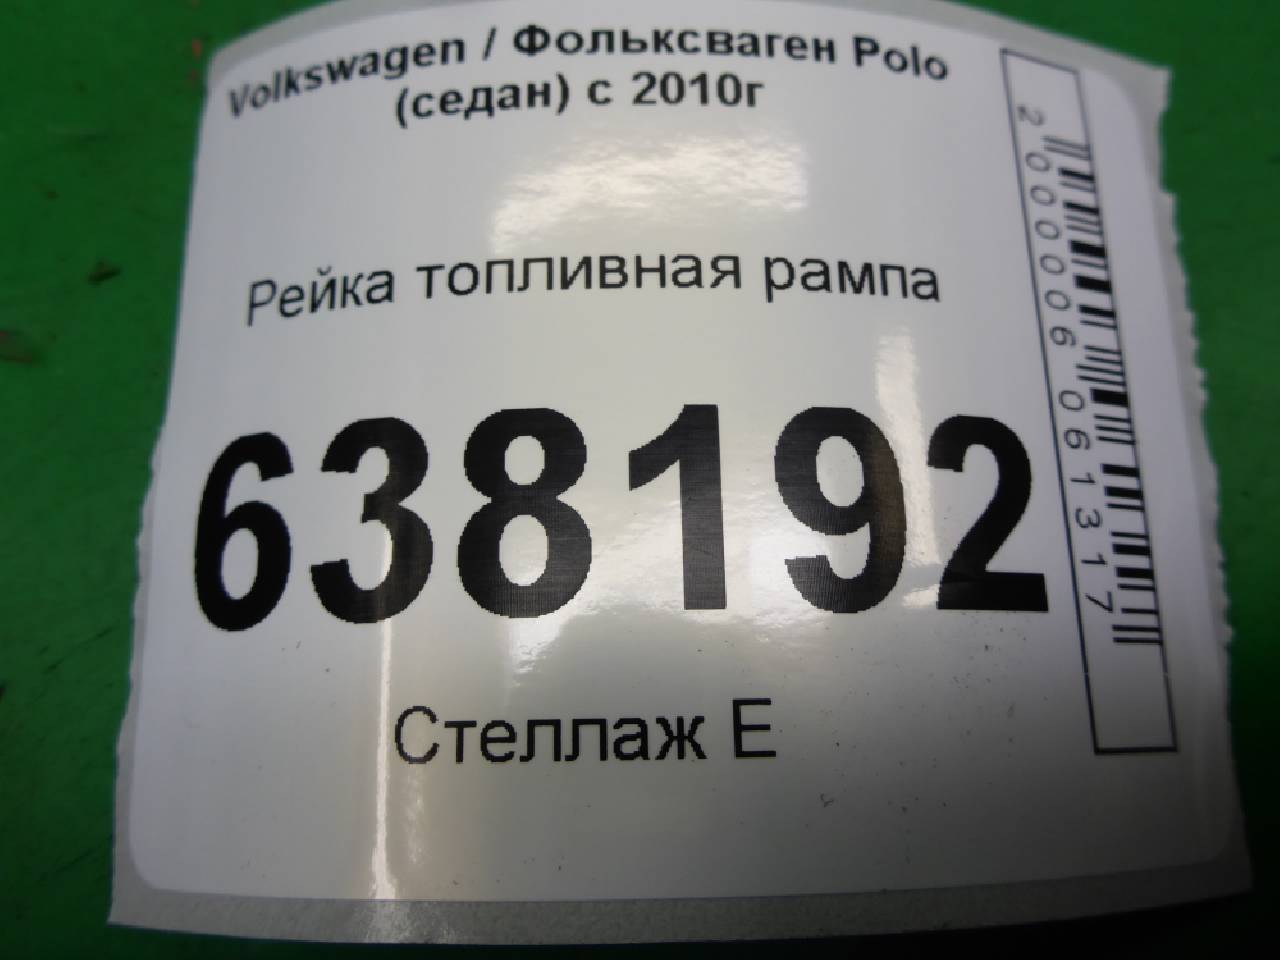 Volkswagen / Фольксваген Polo
(седан) с 2010г
Рейка топливная рампа
638192
Стеллаж Е
2000006061317